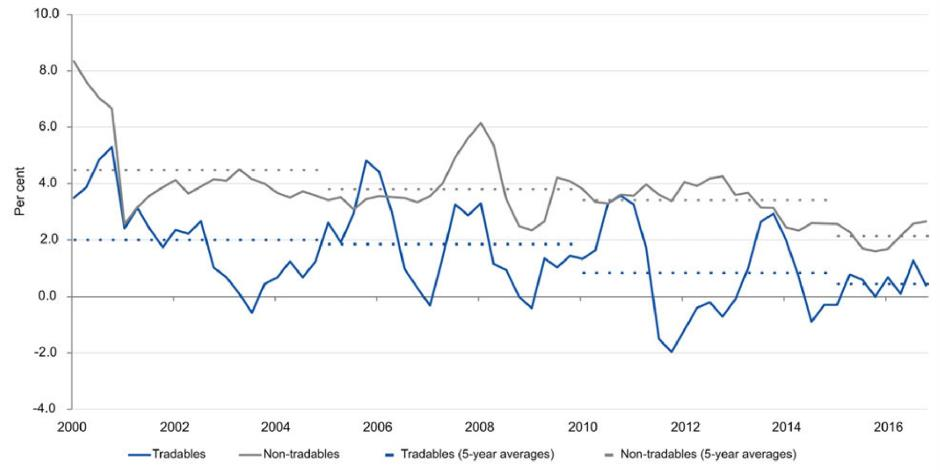 10.0
8.0
6.0
4.0
2.0
0.0
-2.0
-4.0
Per cent
2000 2002 2004 2006 2008 2010 2012 2014 2016
Tradables Non-tradables Tradables (5-year averages) Non-tradables (5-year averages)